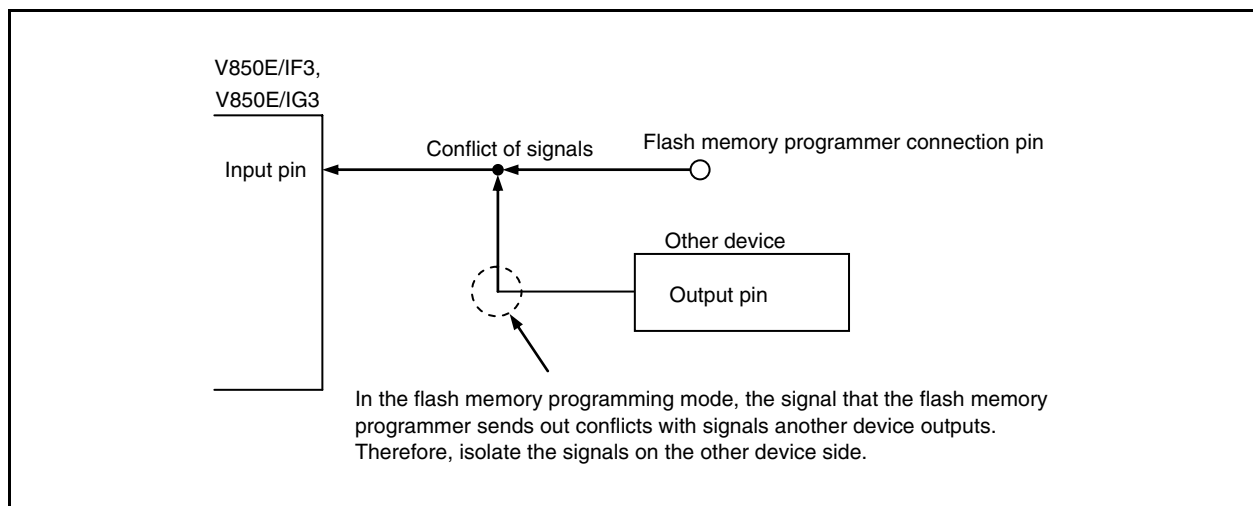 V850E/IF3,
V850E/IG3
Conflict of signals
Flash memory programmer connection pin
Input pin
Other device
Output pin
In the flash memory programming mode, the signal that the flash memory
programmer sends out conflicts with signals another device outputs.
Therefore, isolate the signals on the other device side.